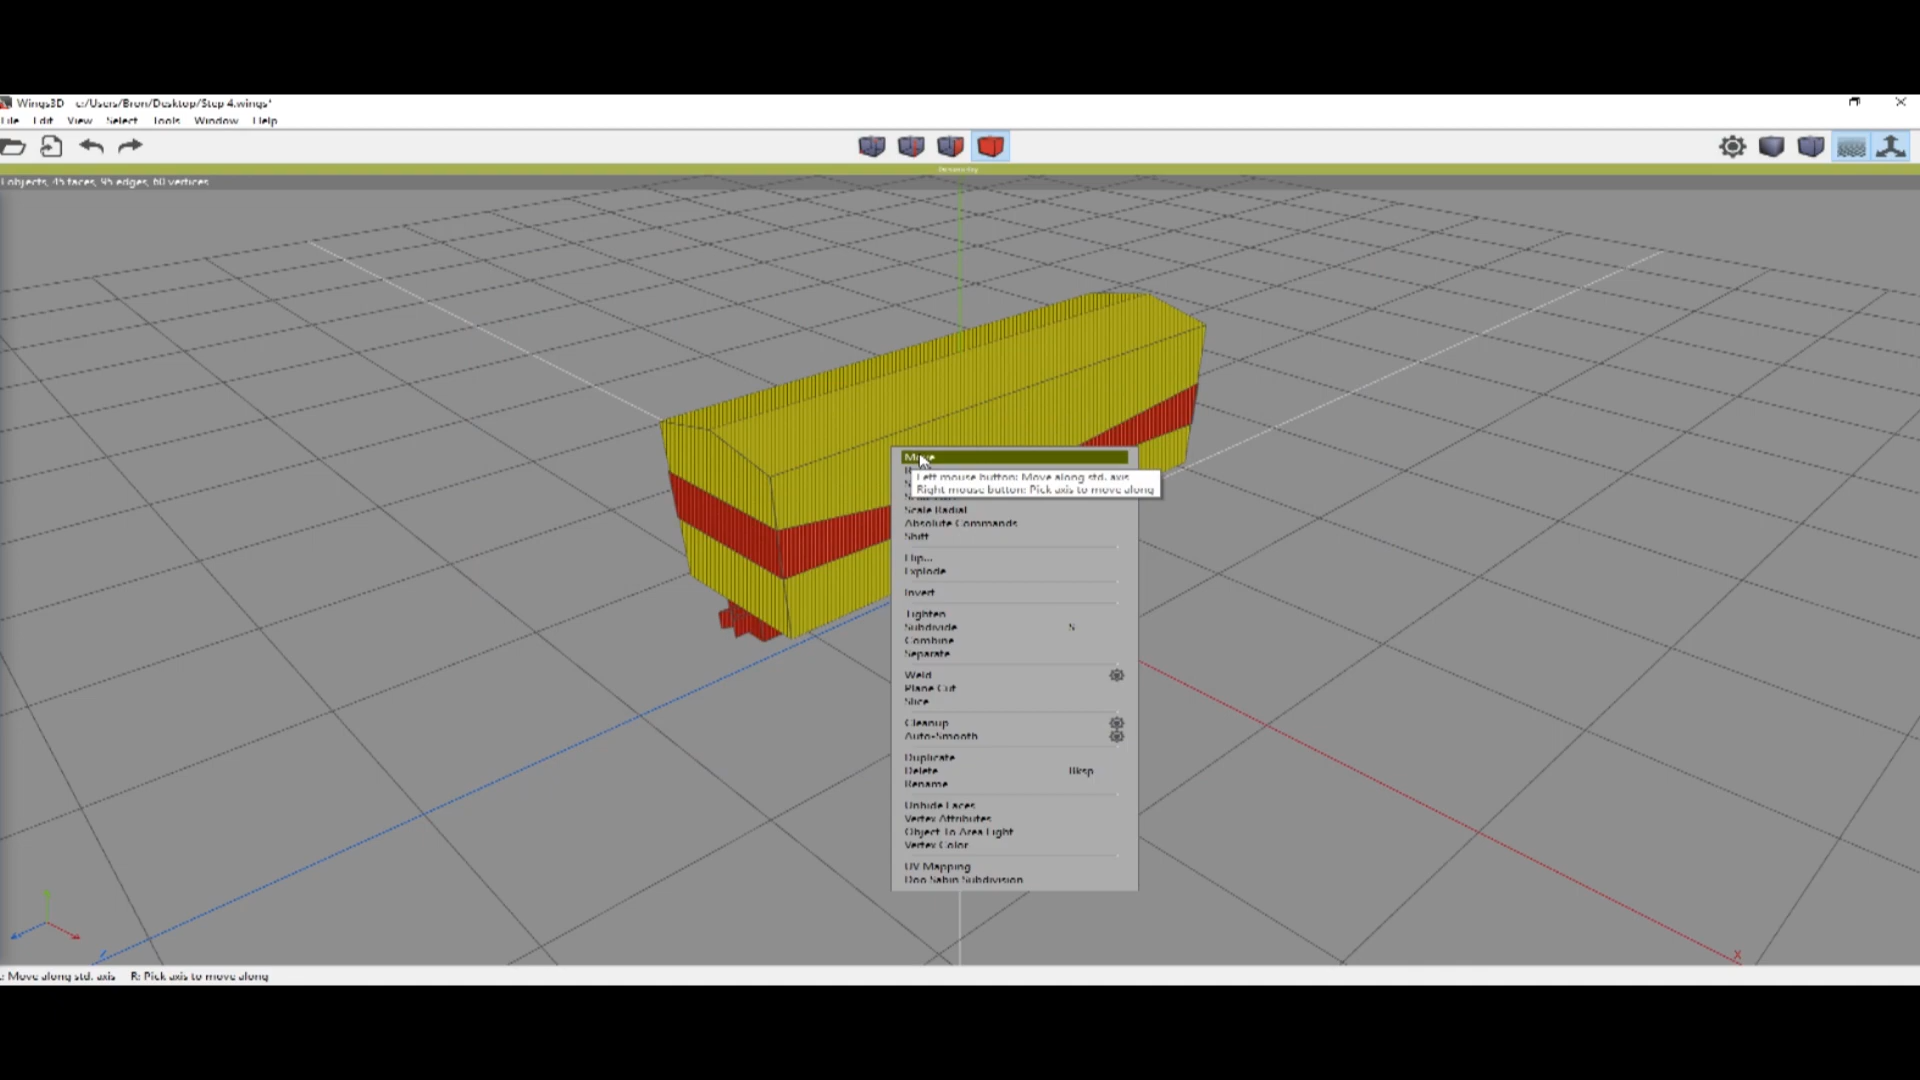 Wings3D c:/Users/Bron/Desktop/Step 4.wings*
File Edit View Select Tools Window Help
objects, 45 faces, 95 edges, 60 vertices
Move
Left mouse button: Move along std. axis
Right mouse button: Pick axis to move along
Scale Radial
Absolute Commands
Shift
Flip...
Explode
Invert
Tighten
Subdivide S
Combine
Separate
Weld
Plane Cut
Slice
Cleanup
Auto-Smooth
Duplicate
Delete Bksp
Rename
Unhide Faces
Vertex Attributes
Object To Area Light
Vertex Color
UV Mapping
Doo Sabin Subdivision
Z
X
L: Move along std. axis R: Pick axis to move along